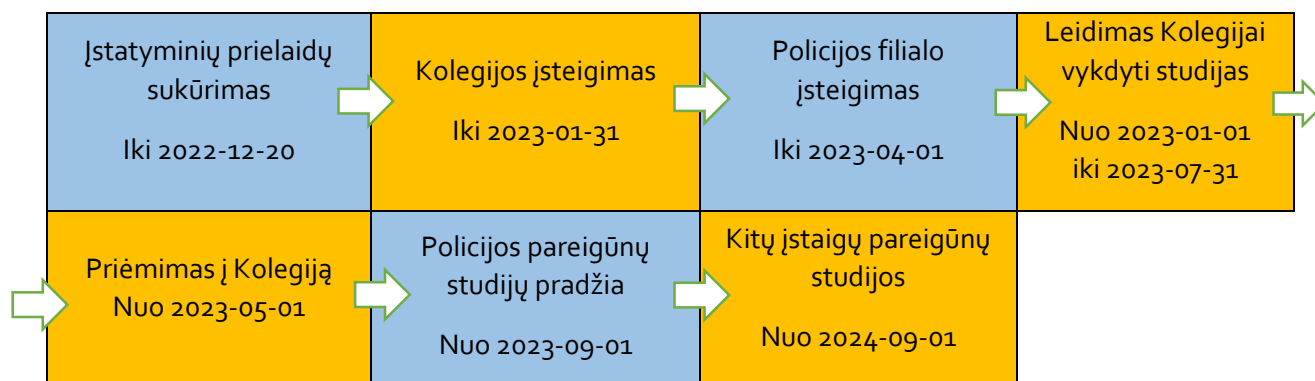 Įstatyminių prielaidų
sukūrimas
Iki 2022-12-20
Kolegijos įsteigimas
Iki 2023-01-31
Policijos filialo
įsteigimas
Iki 2023-04-01
Leidimas Kolegijai
vykdyti studijas
Nuo 2023-01-01
iki 2023-07-31
Priėmimas į Kolegiją
Nuo 2023-05-01
Policijos pareigūnų
studijų pradžia
Nuo 2023-09-01
Kitų įstaigų pareigūnų
studijos
Nuo 2024-09-01